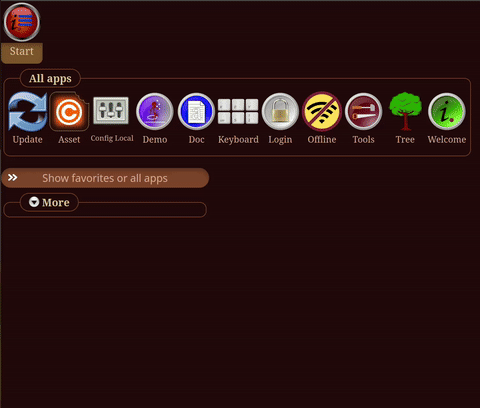 Start
All apps
Update Asset Config Local Demo Doc Keyboard Login Offline Tools Tree Welcome
Show favorites or all apps
More